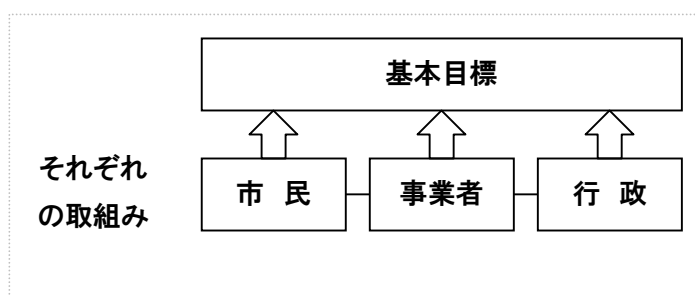 基本目標
それぞれ
の取組み
市 民
事業者
行 政